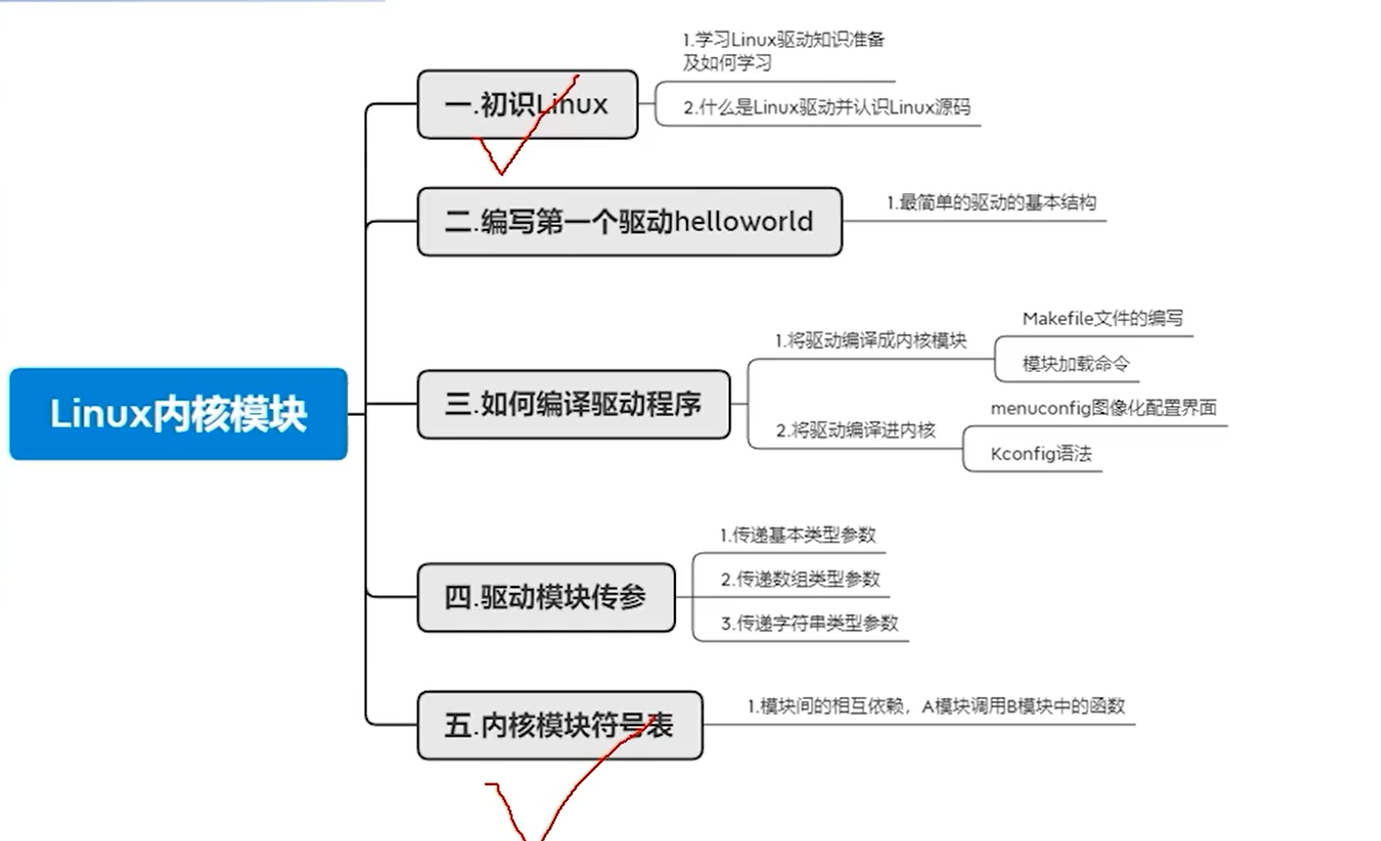 Linux内核模块
一.初识Linux
1.学习Linux驱动知识准备
及如何学习
2.什么是Linux驱动并认识Linux源码
二.编写第一个驱动helloworld
1.最简单的驱动的基本结构
三.如何编译驱动程序
1.将驱动编译成内核模块
Makefile文件的编写
模块加载命令
2.将驱动编译进内核
menuconfig图像化配置界面
Kconfig语法
四.驱动模块传参
1.传递基本类型参数
2.传递数组类型参数
3.传递字符串类型参数
五.内核模块符号表
1.模块间的相互依赖，A模块调用B模块中的函数